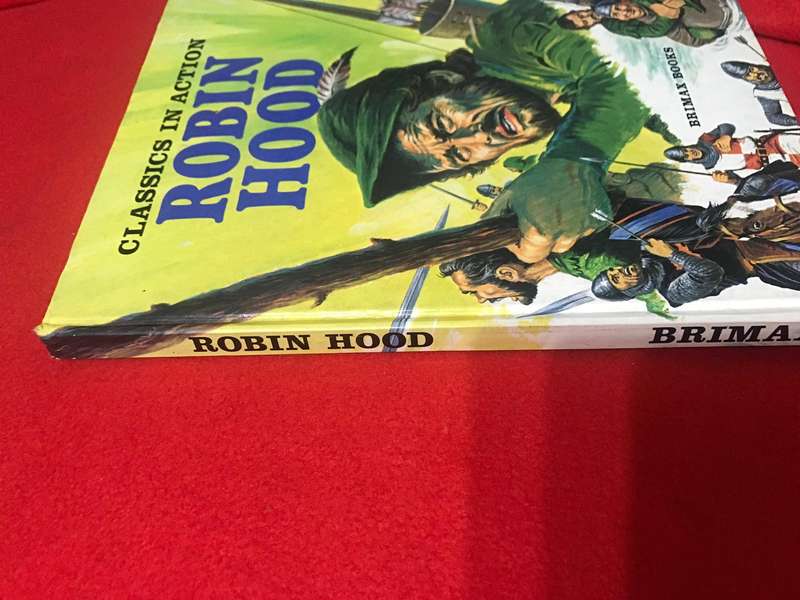 CLASSICS IN ACTION
ROBIN
HOOD
BRIMAX BOOKS
ROBIN HOOD